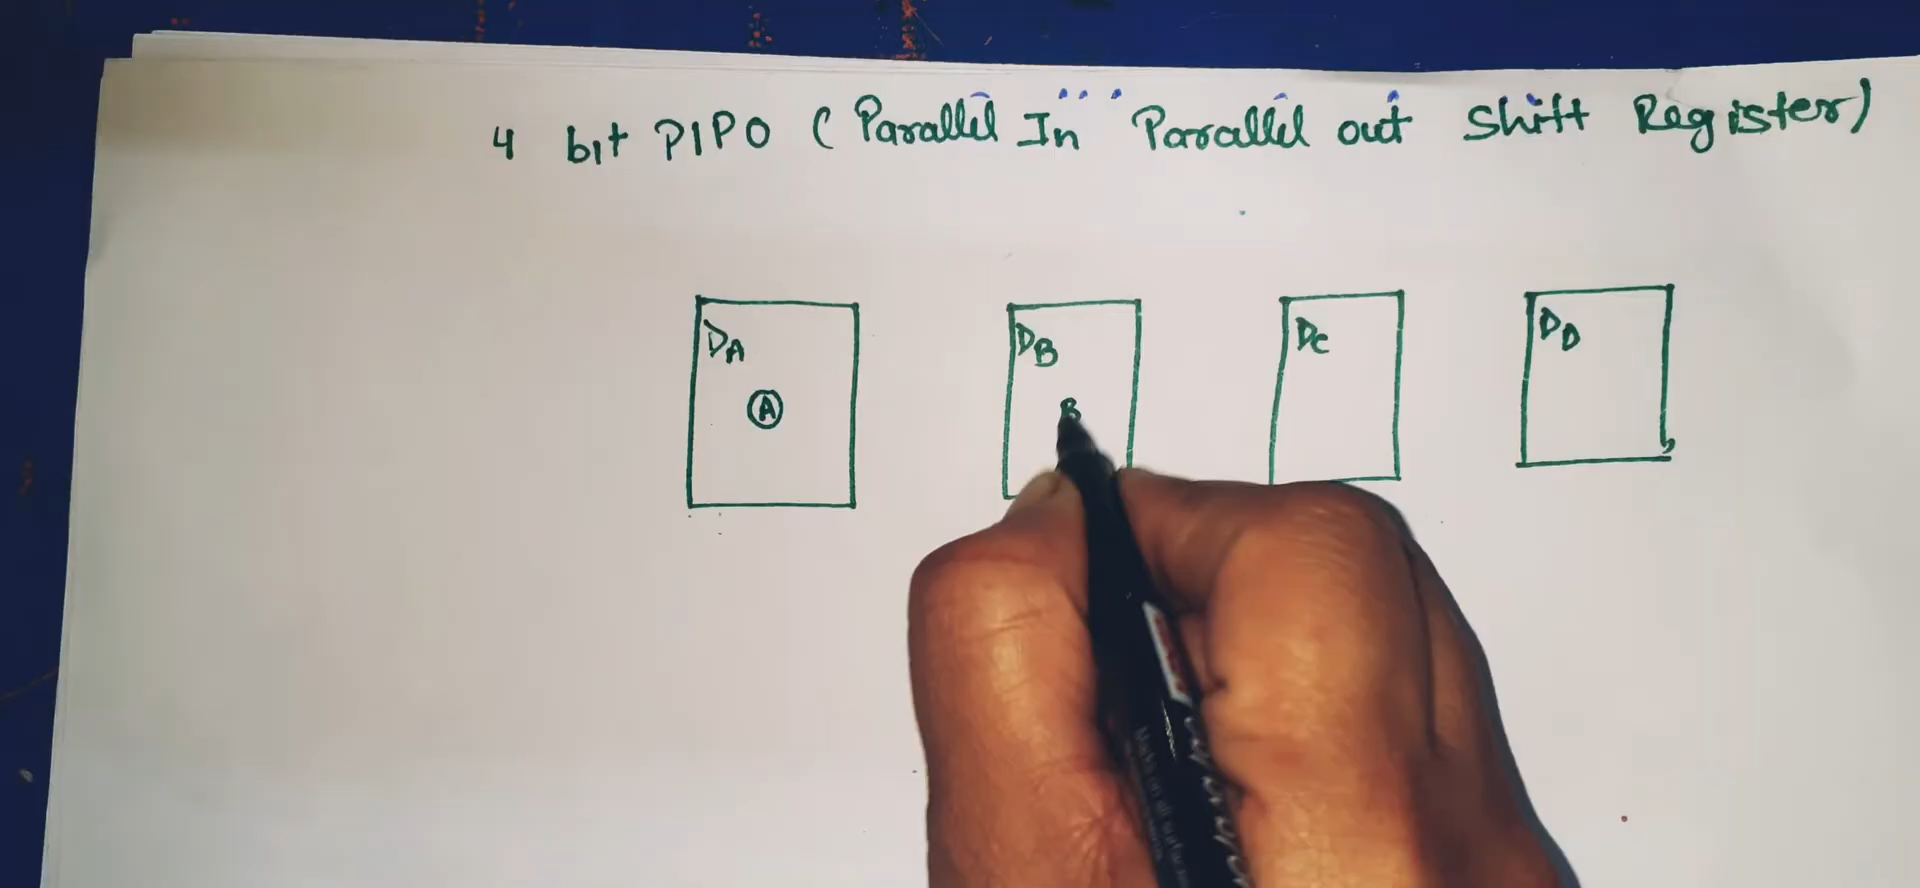 4 bit PIPO (Parallel In Parallel out Shift Register)
DA DB DC DD
A B